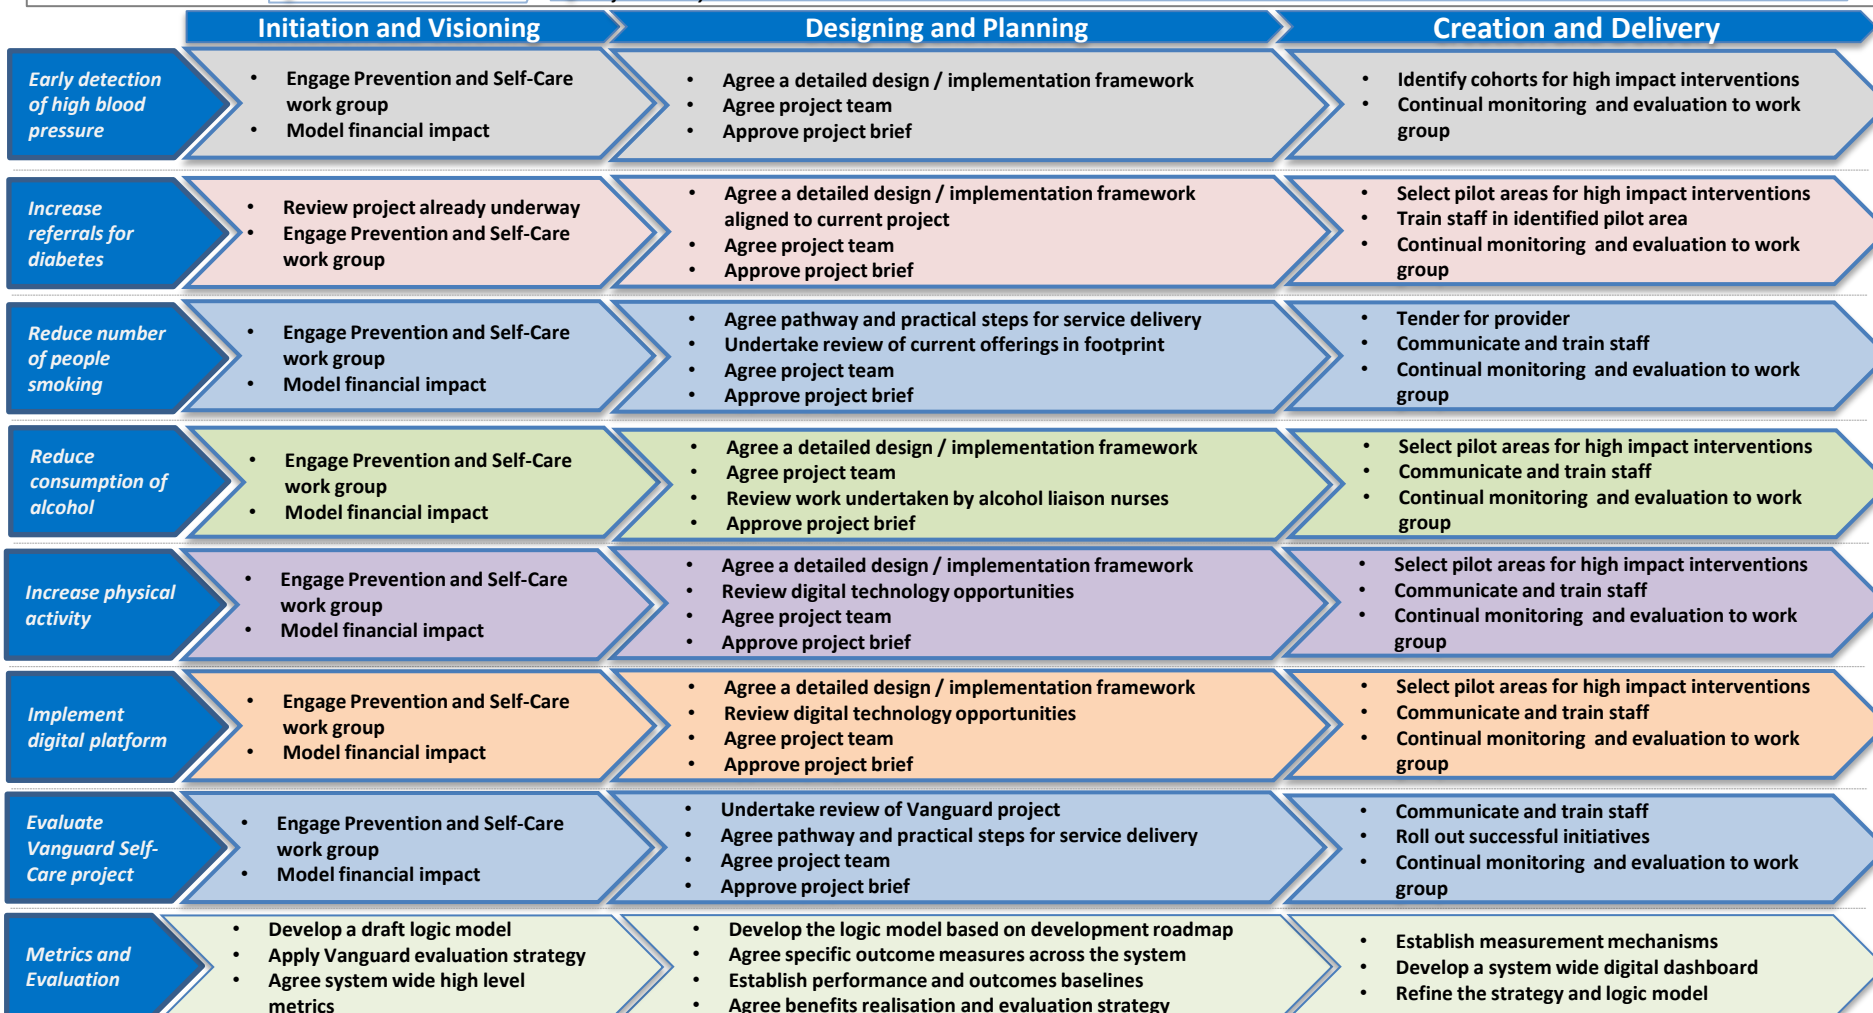 Initiation and Visioning
Designing and Planning
Creation and Delivery
Early detection
of high blood
pressure
• Engage Prevention and Self-Care
work group
• Model financial impact
• Agree a detailed design / implementation framework
• Agree project team
• Approve project brief
• Identify cohorts for high impact interventions
• Continual monitoring and evaluation to work
group
Increase
referrals for
diabetes
• Review project already underway
• Engage Prevention and Self-Care
work group
• Agree a detailed design / implementation framework
aligned to current project
• Agree project team
• Approve project brief
• Select pilot areas for high impact interventions
• Train staff in identified pilot area
• Continual monitoring and evaluation to work
group
Reduce number
of people
smoking
• Engage Prevention and Self-Care
work group
• Model financial impact
• Agree pathway and practical steps for service delivery
• Undertake review of current offerings in footprint
• Agree project team
• Approve project brief
• Tender for provider
• Communicate and train staff
• Continual monitoring and evaluation to work
group
Reduce
consumption of
alcohol
• Engage Prevention and Self-Care
work group
• Model financial impact
• Agree a detailed design / implementation framework
• Agree project team
• Review work undertaken by alcohol liaison nurses
• Approve project brief
• Select pilot areas for high impact interventions
• Communicate and train staff
• Continual monitoring and evaluation to work
group
Increase physical
activity
• Engage Prevention and Self-Care
work group
• Model financial impact
• Agree a detailed design / implementation framework
• Review digital technology opportunities
• Agree project team
• Approve project brief
• Select pilot areas for high impact interventions
• Communicate and train staff
• Continual monitoring and evaluation to work
group
Implement
digital platform
• Engage Prevention and Self-Care
work group
• Model financial impact
• Agree a detailed design / implementation framework
• Review digital technology opportunities
• Agree project team
• Approve project brief
• Select pilot areas for high impact interventions
• Communicate and train staff
• Continual monitoring and evaluation to work
group
Evaluate
Vanguard Self-
Care project
• Engage Prevention and Self-Care
work group
• Model financial impact
• Undertake review of Vanguard project
• Agree pathway and practical steps for service delivery
• Agree project team
• Approve project brief
• Communicate and train staff
• Roll out successful initiatives
• Continual monitoring and evaluation to work
group
Metrics and
Evaluation
• Develop a draft logic model
• Apply Vanguard evaluation strategy
• Agree system wide high level
metrics
• Develop the logic model based on development roadmap
• Agree specific outcome measures across the system
• Establish performance and outcomes baselines
• Agree benefits realisation and evaluation strategy
• Establish measurement mechanisms
• Develop a system wide digital dashboard
• Refine the strategy and logic model